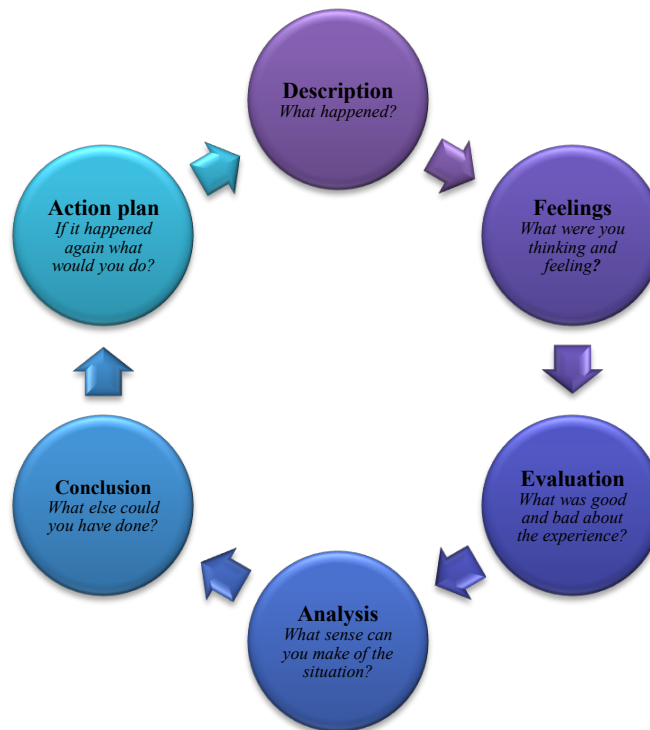 Description
What happened?
Feelings
What were you
thinking and
feeling?
Evaluation
What was good
and bad about
the experience?
Analysis
What sense can
you make of the
situation?
Conclusion
What else could
you have done?
Action plan
If it happened
again what
would you do?